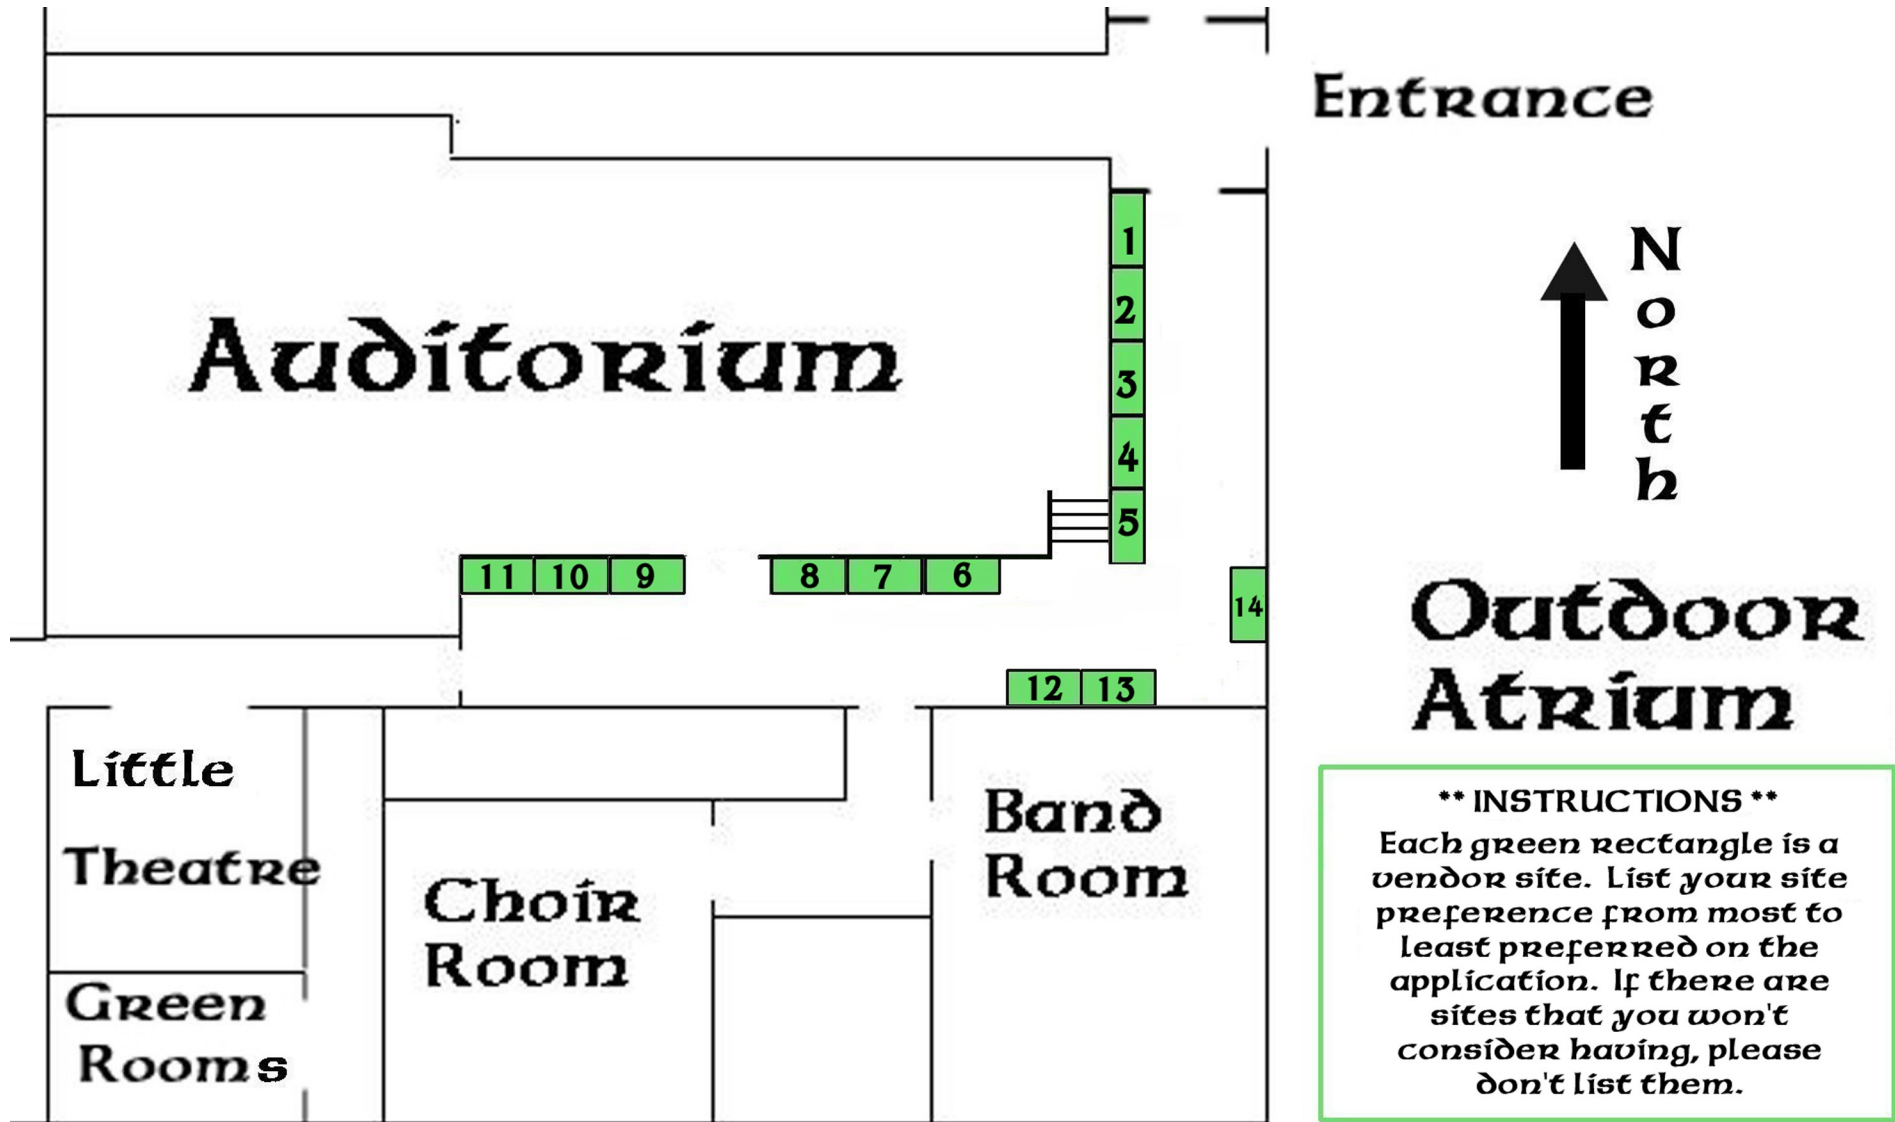 Entrance
North
Auditorium
1
2
3
4
5
11 10 9 8 7 6
14
12 13
Outdoor
Atrium
Little
Theatre
Green
Rooms
Choir
Room
Band
Room
** INSTRUCTIONS **
Each green rectangle is a
vendor site. List your site
preference from most to
least preferred on the
application. If there are
sites that you won't
consider having, please
don't list them.